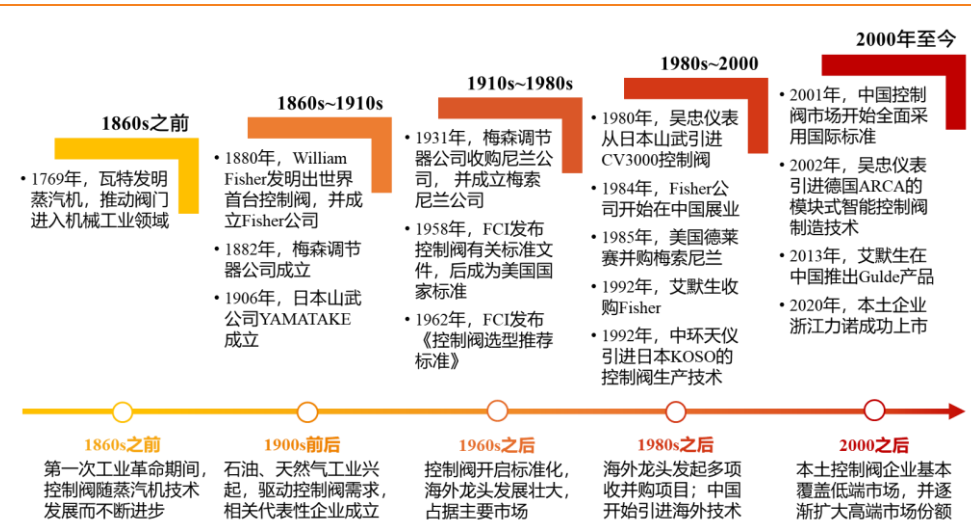 1860s之前
• 1769年，瓦特发明
蒸汽机，推动阀门
进入机械工业领域
1860s~1910s
• 1880年，William
Fisher发明出世界
首台控制阀，并成
立Fisher公司
• 1882年，梅森调节
器公司成立
• 1906年，日本山武
公司YAMATAKE
成立
1910s~1980s
• 1931年，梅森调节
器公司收购尼兰公
司， 并成立梅索
尼兰公司
• 1958年，FCI发布
控制阀有关标准文
件，后成为美国国
家标准
• 1962年，FCI发布
《控制阀选型推荐
标准》
1980s~2000
• 1980年，吴忠仪表
从日本山武引进
CV3000控制阀
• 1984年，Fisher公
司开始在中国展业
• 1985年，美国德莱
赛并购梅索尼兰
• 1992年，艾默生收
购Fisher
• 1992年，中环天仪
引进日本KOSO的
控制阀生产技术
2000年至今
• 2001年，中国控制
阀市场开始全面采
用国际标准
• 2002年，吴忠仪表
引进德国ARCA的
模块式智能控制阀
制造技术
• 2013年，艾默生在
中国推出Gulde产品
• 2020年，本土企业
浙江力诺成功上市
1860s之前
第一次工业革命期间，
控制阀随蒸汽机技术
发展而不断进步
1900s前后
石油、天然气工业兴
起，驱动控制阀需求，
相关代表性企业成立
1960s之后
控制阀开启标准化，
海外龙头发展壮大，
占据主要市场
1980s之后
海外龙头发起多项
收并购项目；中国
开始引进海外技术
2000之后
本土控制阀企业基本
覆盖低端市场，并逐
渐扩大高端市场份额